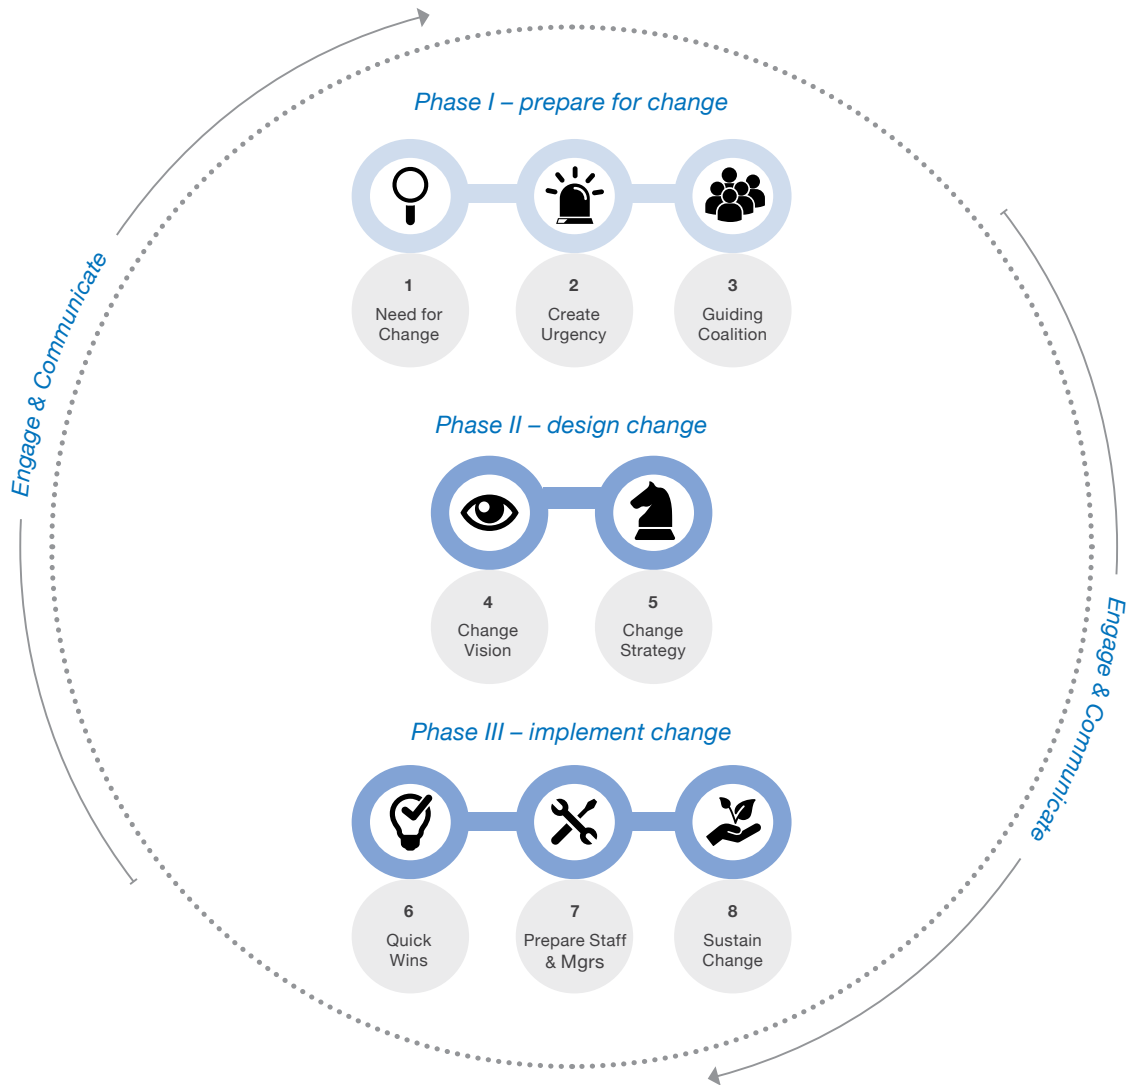 Phase I – prepare for change
1
Need for
Change
2
Create
Urgency
3
Guiding
Coalition
Engage & Communicate
Phase II – design change
4
Change
Vision
5
Change
Strategy
Engage & Communicate
Phase III – implement change
6
Quick
Wins
7
Prepare Staff
& Mgrs
8
Sustain
Change